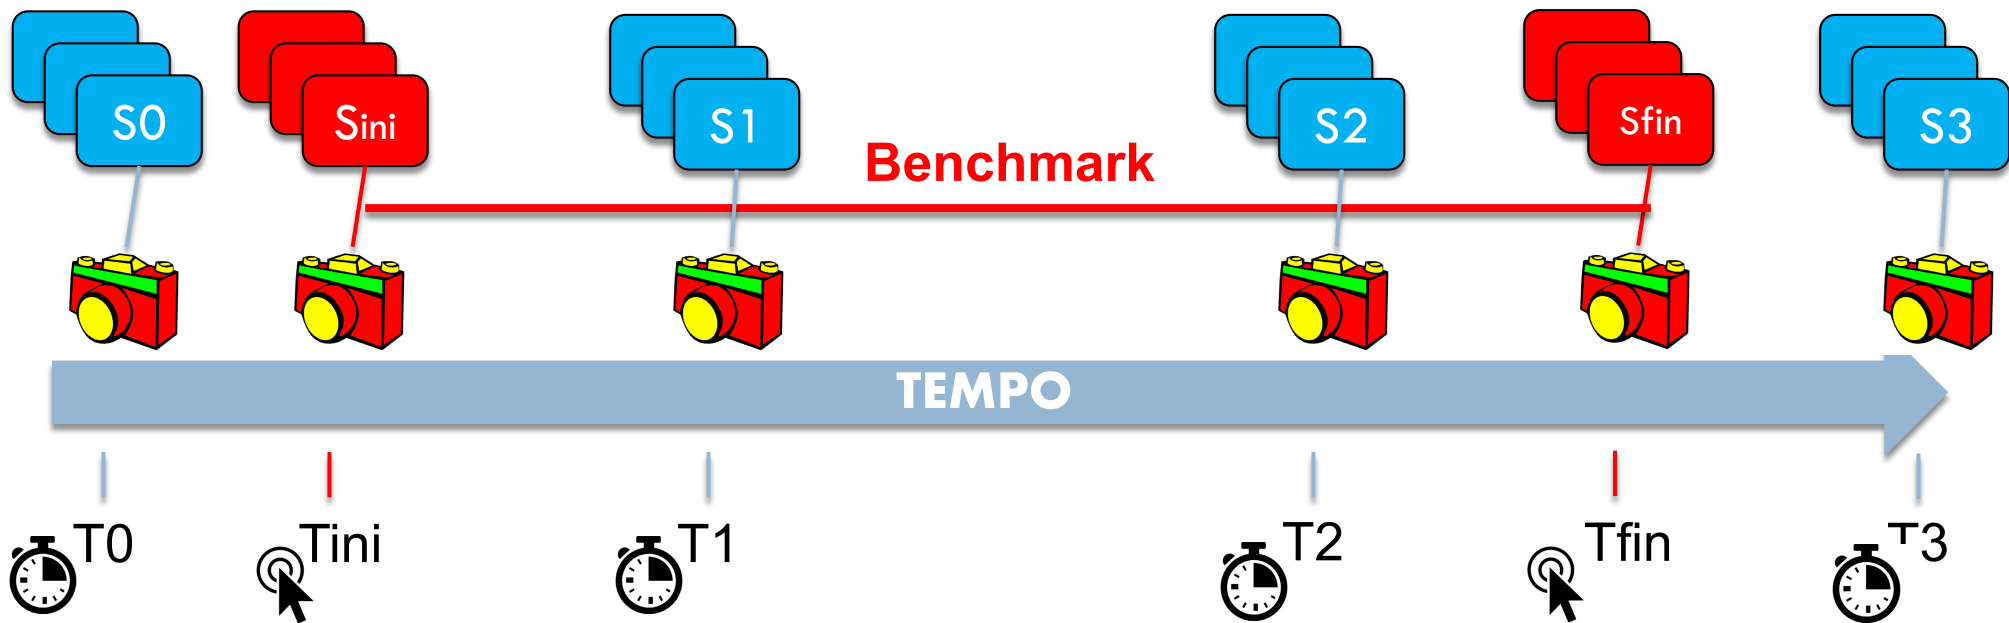 S0
Sini
S1
S2
Sfin
S3
Benchmark
TEMPO
T0
Tini
T1
T2
Tfin
T3